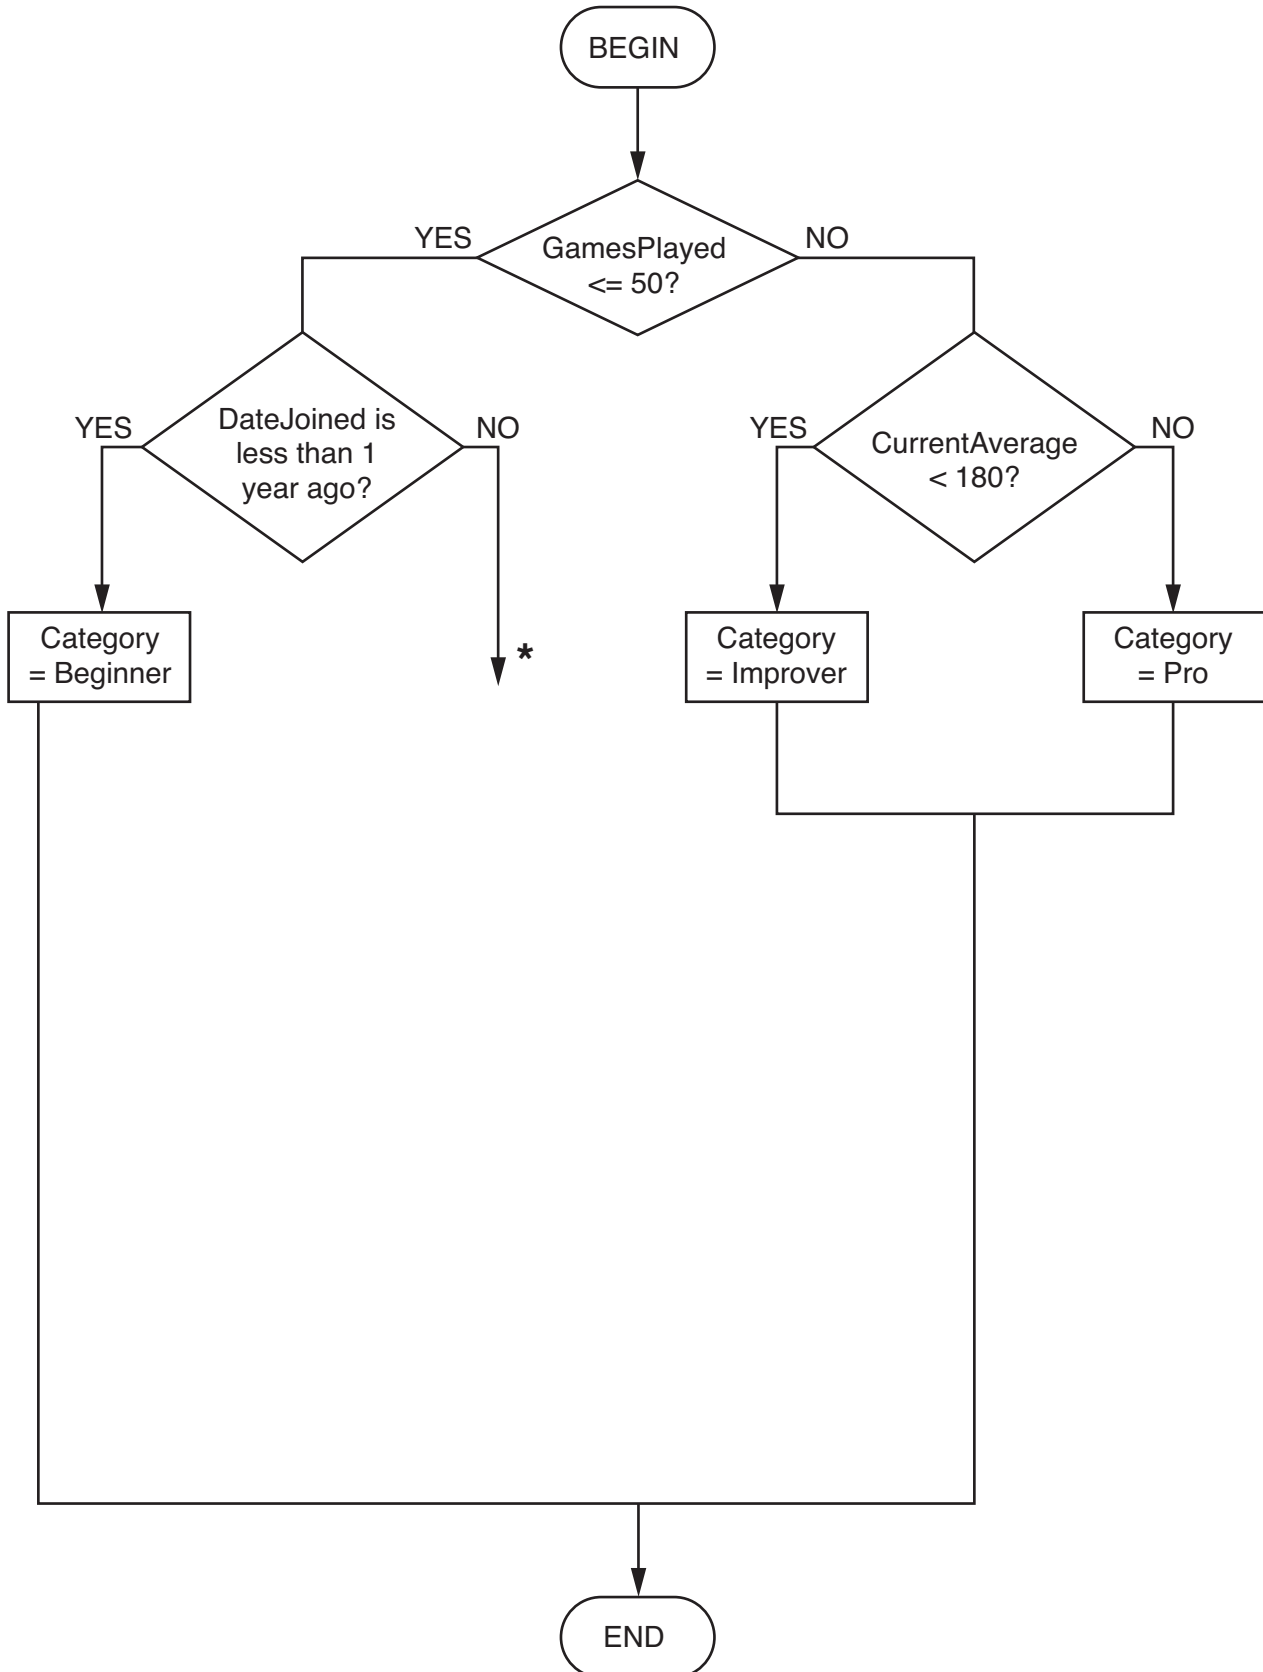 BEGIN
YES
GamesPlayed
<= 50?
NO
YES
DateJoined is
less than 1
year ago?
NO
YES
CurrentAverage
< 180?
NO
Category
= Beginner
*
Category
= Improver
Category
= Pro
END